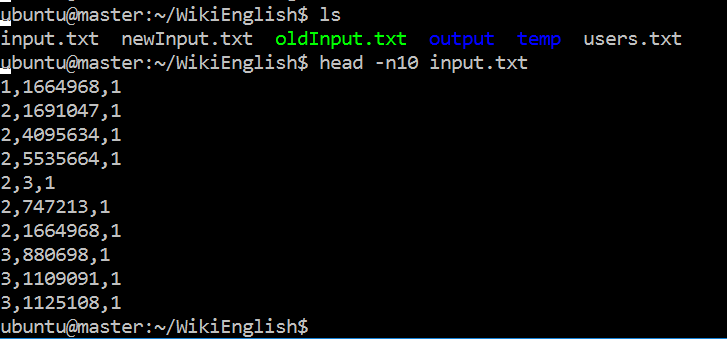 ubuntu@master:~/WikiEnglish$ ls
input.txt  newInput.txt  oldInput.txt  output  temp  users.txt
ubuntu@master:~/WikiEnglish$ head -n10 input.txt
1,1664968,1
2,1691047,1
2,4095634,1
2,5535664,1
2,3,1
2,747213,1
2,1664968,1
3,880698,1
3,1109091,1
3,1125108,1
ubuntu@master:~/WikiEnglish$